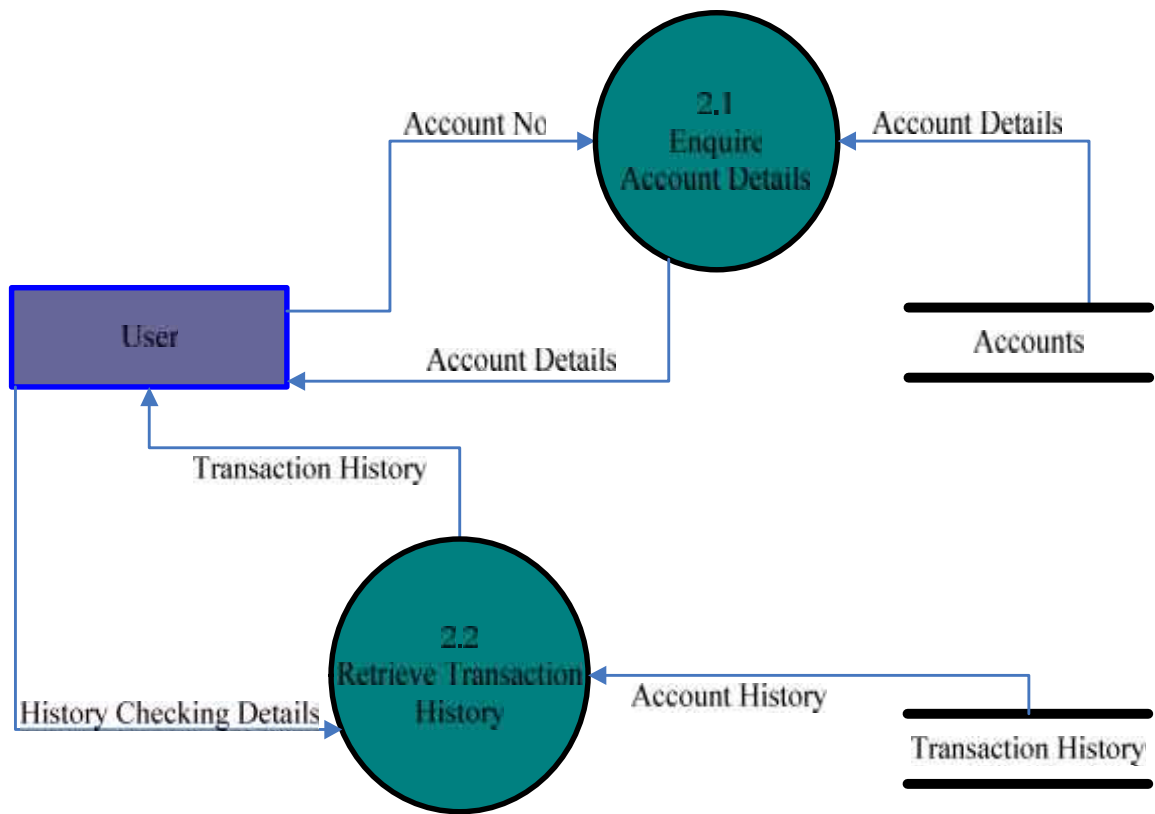 2.1
Enquire
Account Details
Account No
Account Details
User
Accounts
Account Details
Transaction History
2.2
Retrieve Transaction
History
History Checking Details
Account History
Transaction History